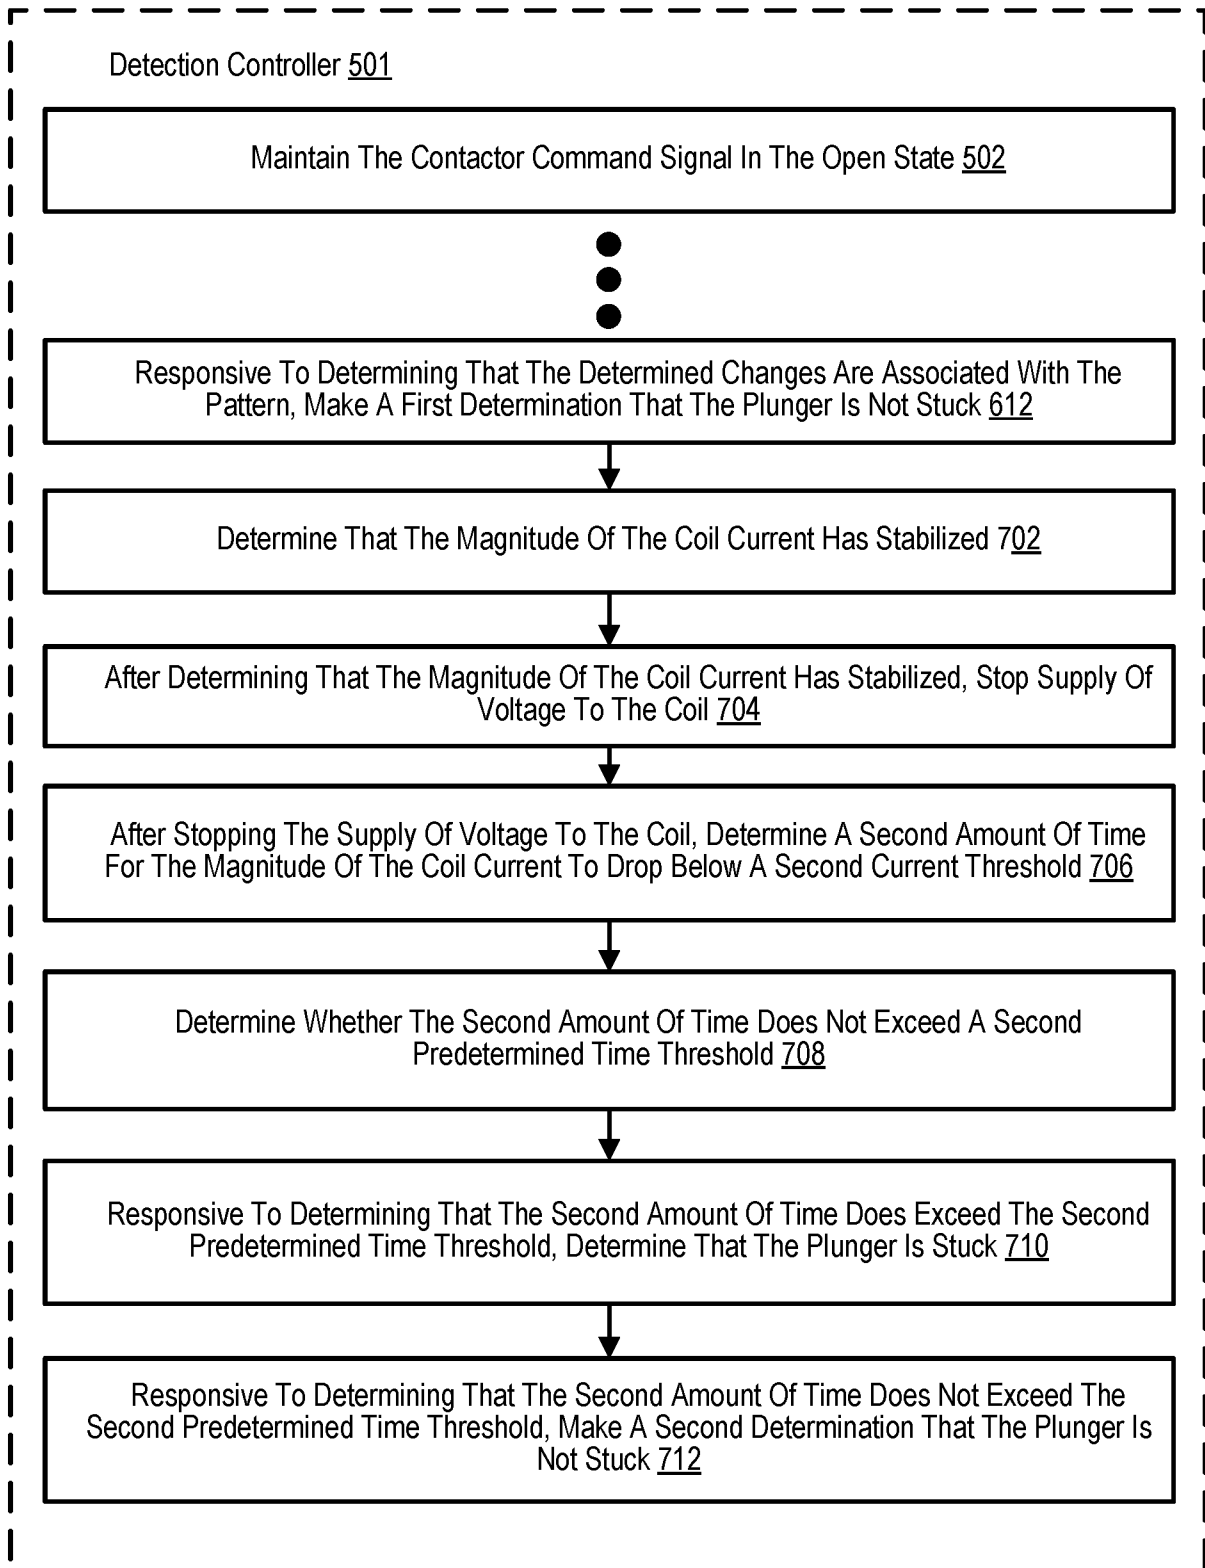 Detection Controller 501
Maintain The Contactor Command Signal In The Open State 502
Responsive To Determining That The Determined Changes Are Associated With The
Pattern, Make A First Determination That The Plunger Is Not Stuck 612
Determine That The Magnitude Of The Coil Current Has Stabilized 702
After Determining That The Magnitude Of The Coil Current Has Stabilized, Stop Supply Of
Voltage To The Coil 704
After Stopping The Supply Of Voltage To The Coil, Determine A Second Amount Of Time
For The Magnitude Of The Coil Current To Drop Below A Second Current Threshold 706
Determine Whether The Second Amount Of Time Does Not Exceed A Second
Predetermined Time Threshold 708
Responsive To Determining That The Second Amount Of Time Does Exceed The Second
Predetermined Time Threshold, Determine That The Plunger Is Stuck 710
Responsive To Determining That The Second Amount Of Time Does Not Exceed The
Second Predetermined Time Threshold, Make A Second Determination That The Plunger Is
Not Stuck 712